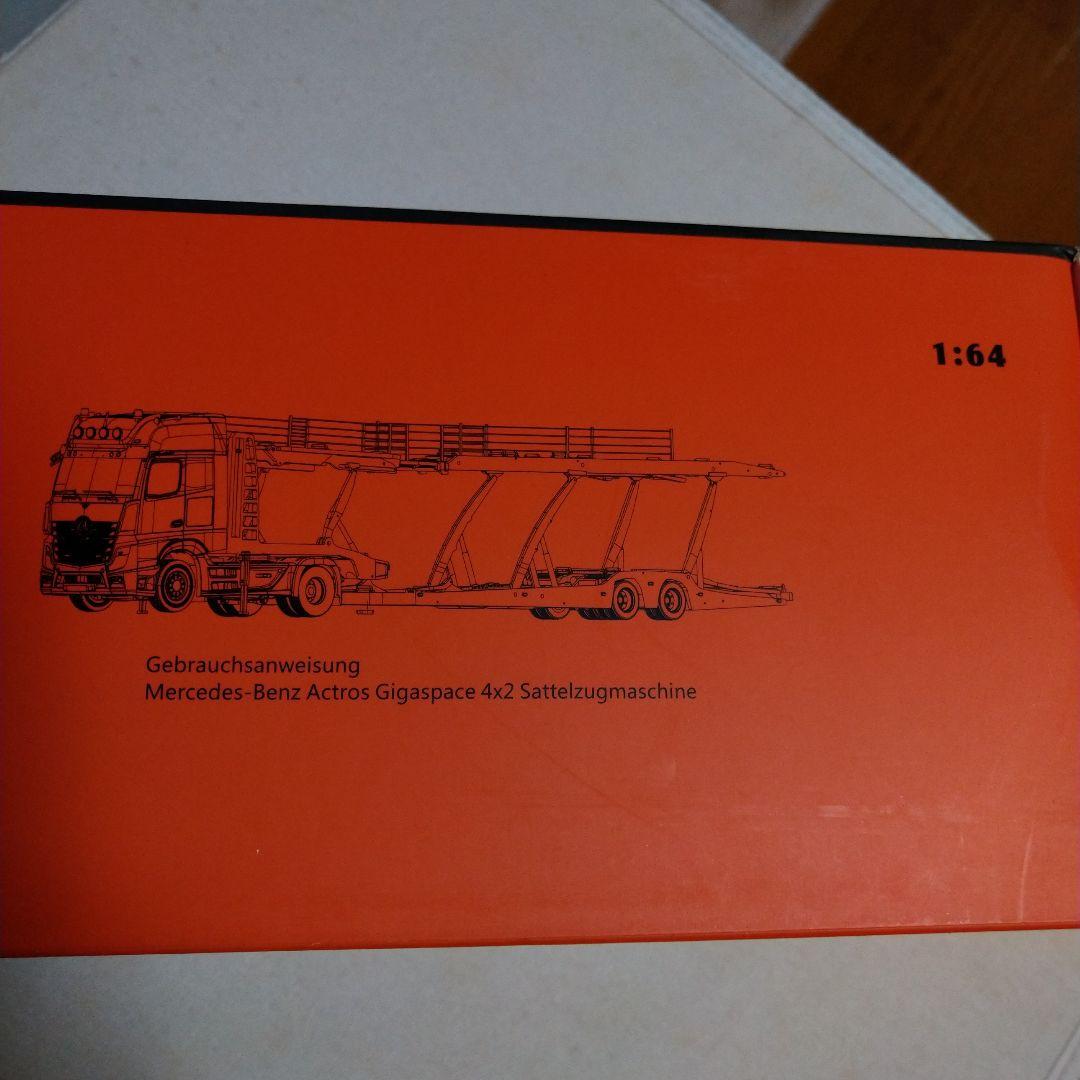 1:64
Gebrauchsanweisung
Mercedes-Benz Actros Gigaspace 4x2 Sattelzugmaschine